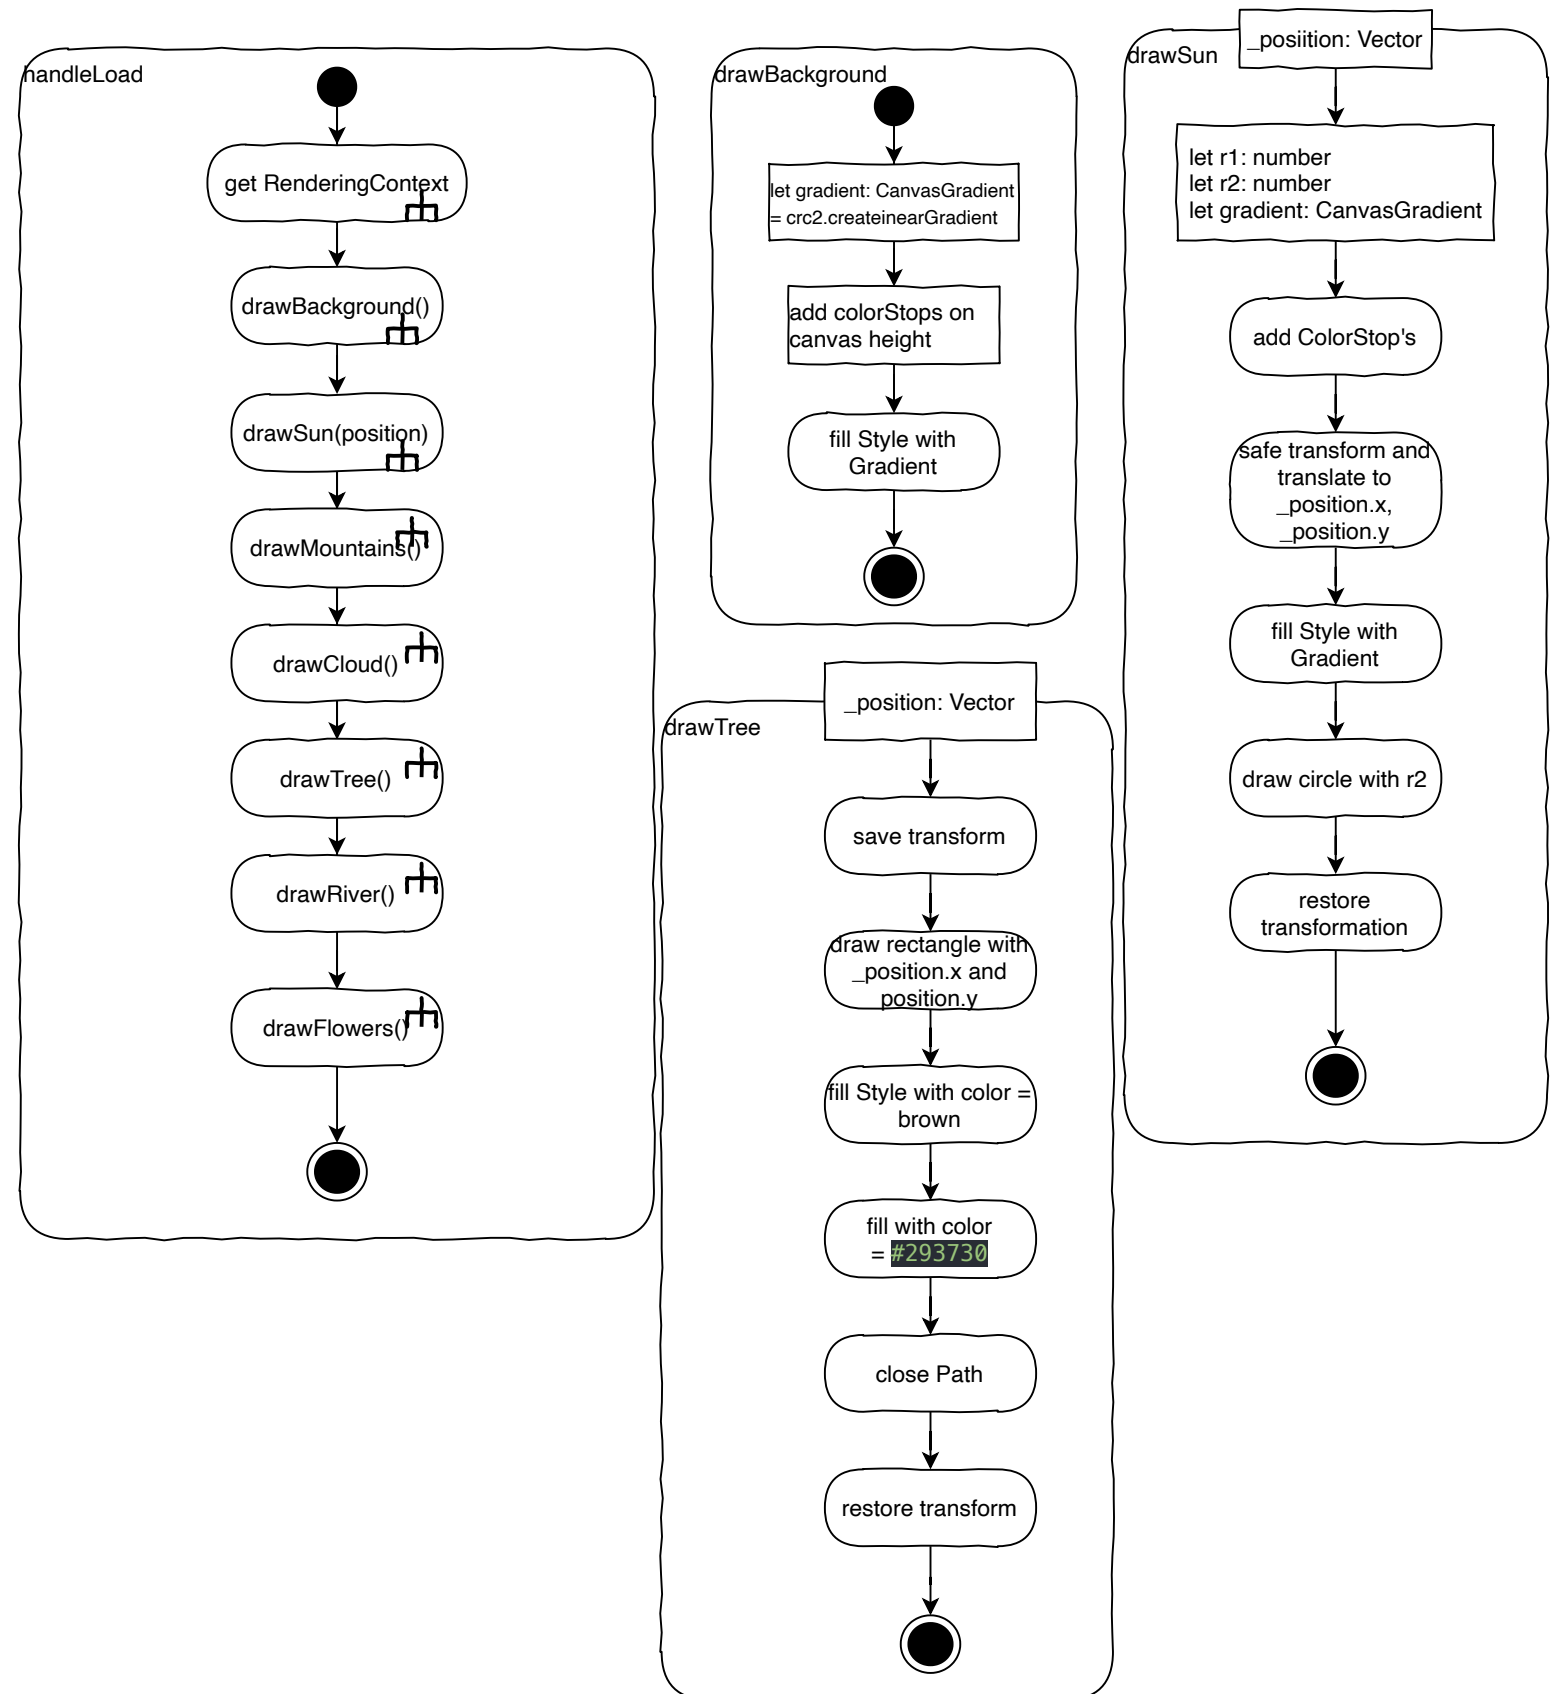 handleLoad
get RenderingContext
drawBackground()
drawSun(position)
drawMountains()
drawCloud()
drawTree()
drawRiver()
drawFlowers()
drawBackground
let gradient: CanvasGradient
= crc2.createinearGradient
add colorStops on
canvas height
fill Style with
Gradient
_position: Vector
drawTree
save transform
draw rectangle with
_position.x and
position.y
fill Style with color =
brown
fill with color
= #293730
close Path
restore transform
_posiition: Vector
drawSun
let r1: number
let r2: number
let gradient: CanvasGradient
add ColorStop's
safe transform and
translate to
_position.x,
_position.y
fill Style with
Gradient
draw circle with r2
restore
transformation